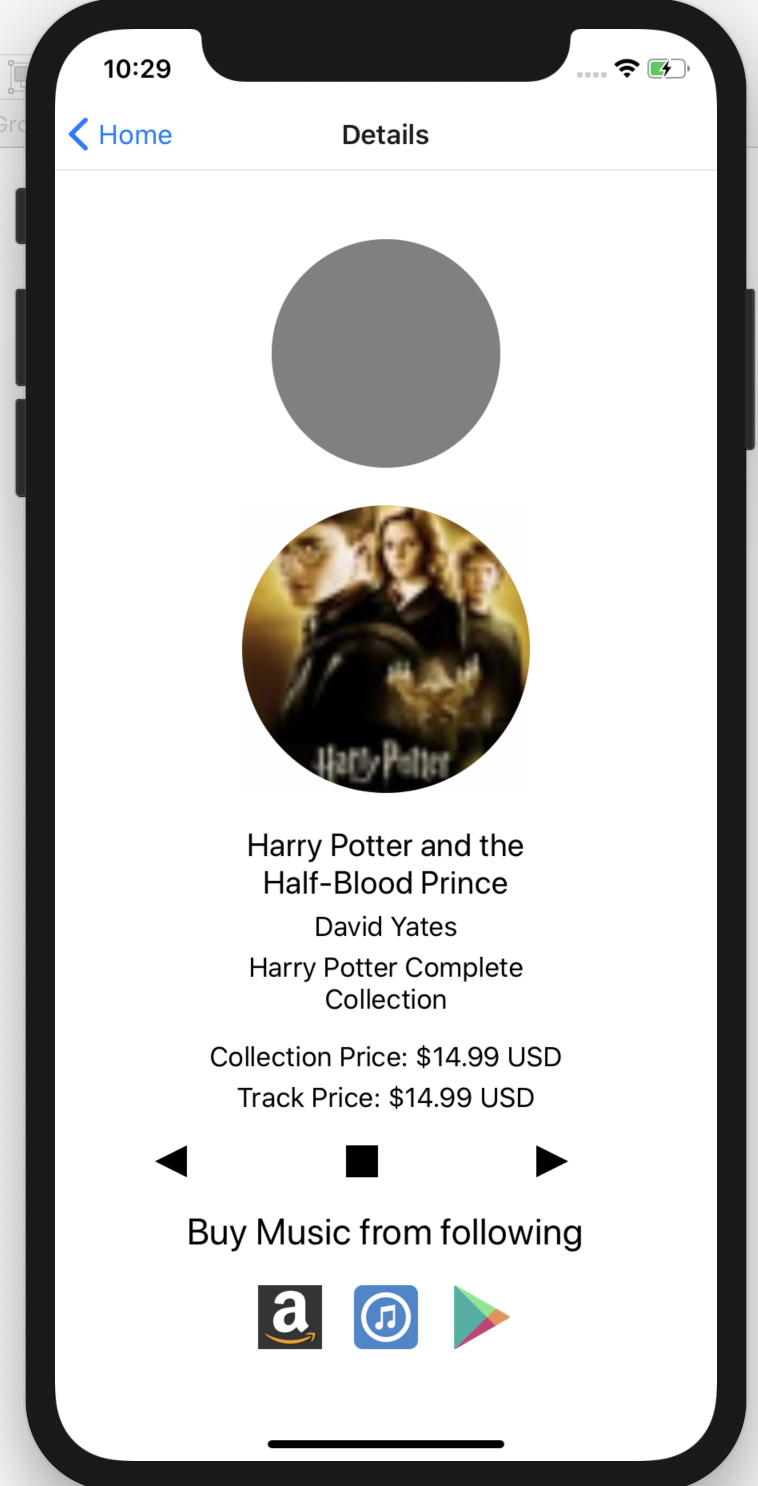 10:29
Home
Details
Harry Potter
Harry Potter and the
Half-Blood Prince
David Yates
Harry Potter Complete
Collection
Collection Price: $14.99 USD
Track Price: $14.99 USD
Buy Music from following
a